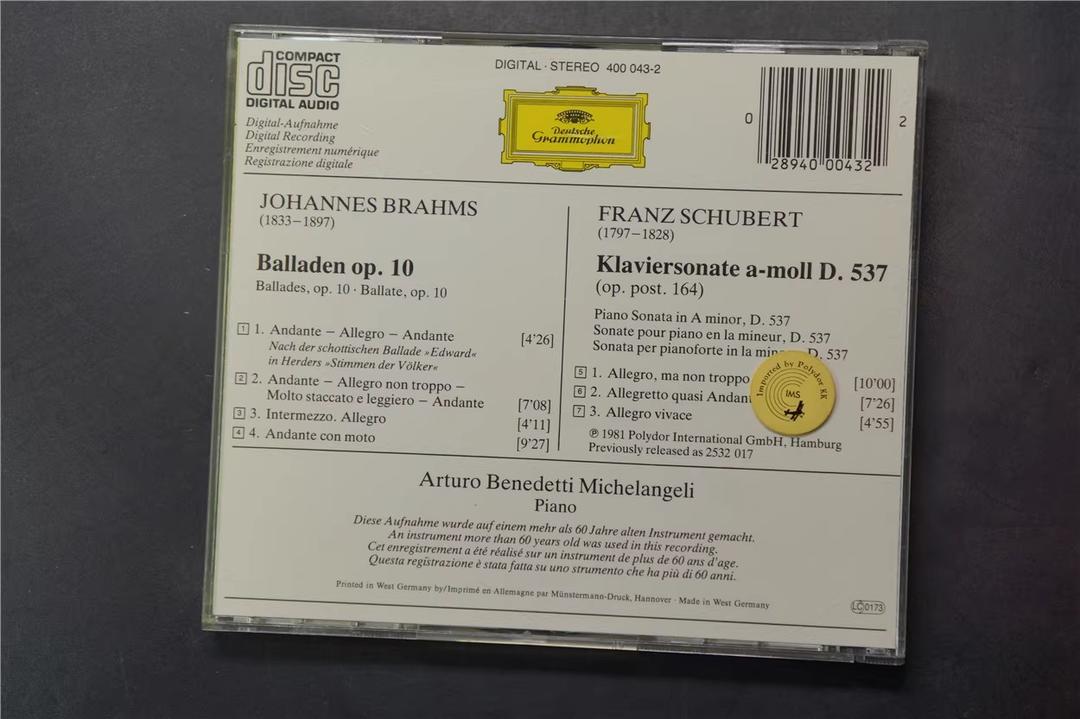 COMPACT
disc
DIGITAL AUDIO
Digital-Aufnahme
Digital Recording
Enregistrement numérique
Registrazione digitale
DIGITAL · STEREO 400 043-2
Deutsche
Grammophon
0
28940 00432
2
JOHANNES BRAHMS
(1833–1897)
Balladen op. 10
Ballades, op. 10 · Ballate, op. 10
1 1. Andante – Allegro – Andante [4'26]
Nach der schottischen Ballade »Edward«
in Herders »Stimmen der Völker«
2 2. Andante – Allegro non troppo –
Molto staccato e leggiero – Andante [7'08]
3 3. Intermezzo. Allegro [4'11]
4 4. Andante con moto [9'27]
FRANZ SCHUBERT
(1797–1828)
Klaviersonate a-moll D. 537
(op. post. 164)
Piano Sonata in A minor, D. 537
Sonate pour piano en la mineur, D. 537
Sonata per pianoforte in la D. 537
5 1. Allegro, ma non troppo [10'00]
6 2. Allegretto quasi [7'26]
7 3. Allegro vivace [4'55]
Imported by Polydor KK
IMS
℗ 1981 Polydor International GmbH, Hamburg
Previously released as 2532 017
Arturo Benedetti Michelangeli
Piano
Diese Aufnahme wurde auf einem mehr als 60 Jahre alten Instrument gemacht.
An instrument more than 60 years old was used in this recording.
Cet enregistrement a été réalisé sur un instrument de plus de 60 ans d'age.
Questa registrazione è stata fatta su uno strumento che ha più di 60 anni.
Printed in West Germany by/Imprimé en Allemagne par Münstermann-Druck, Hannover · Made in West Germany
LC 0173